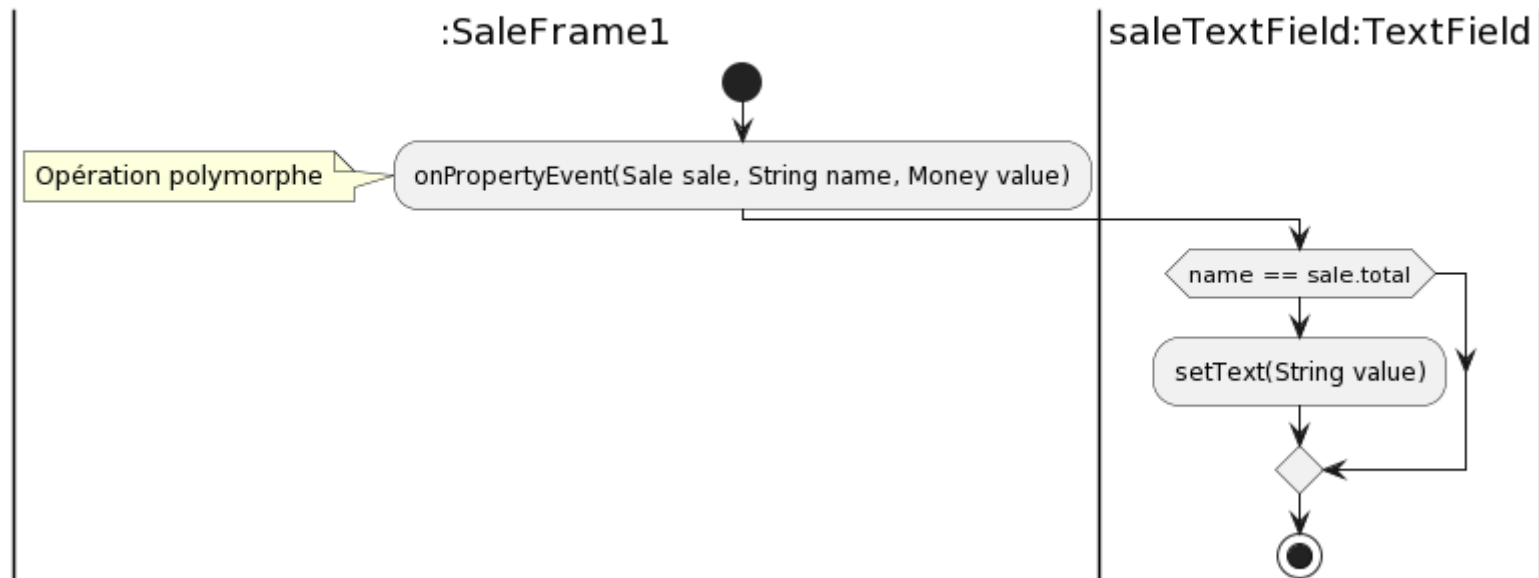 :SaleFrame1
saleTextField:TextField
Opération polymorphe
onPropertyEvent(Sale sale, String name, Money value)
name == sale.total
setText(String value)